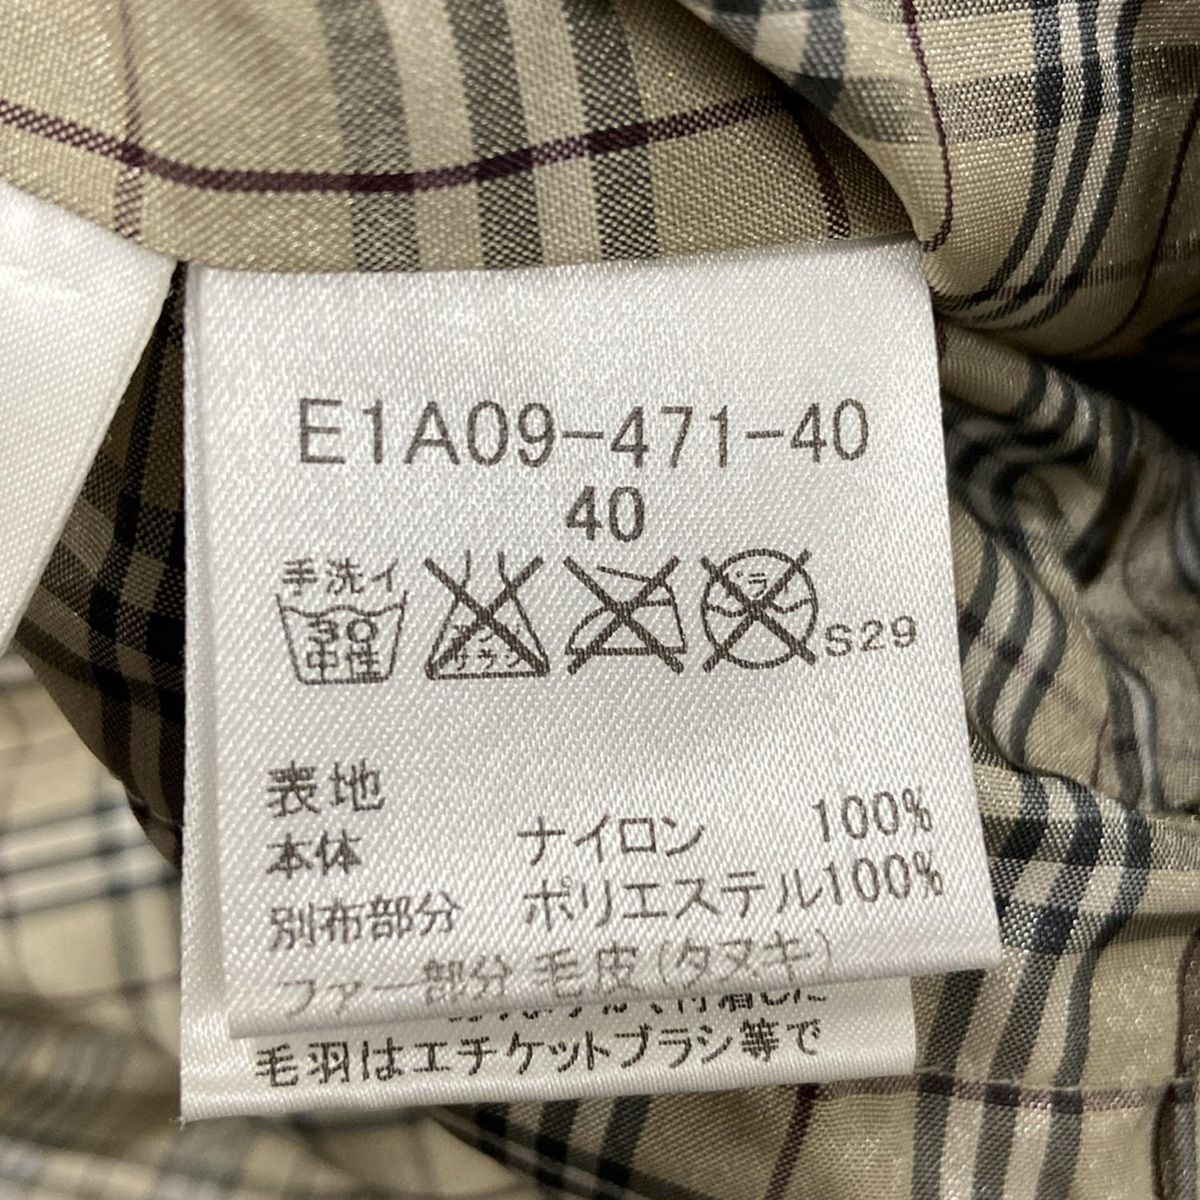 E1A09-471-40
40
手洗イ
30
中性
サラシ
ドライ
S29
表地
本体 ナイロン 100%
別布部分 ポリエステル100%
ファー部分 毛皮(タヌキ)
毛羽はエチケットブラシ等で